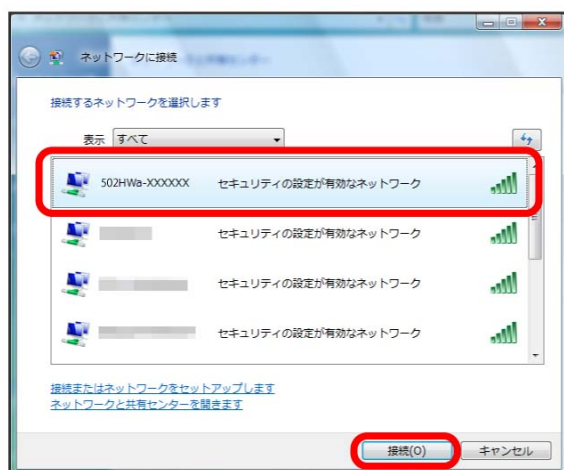 ネットワークに接続
接続するネットワークを選択します
表示 すべて
502HWa-XXXXXX セキュリティの設定が有効なネットワーク
セキュリティの設定が有効なネットワーク
セキュリティの設定が有効なネットワーク
セキュリティの設定が有効なネットワーク
接続またはネットワークをセットアップします
ネットワークと共有センターを開きます
接続(O) キャンセル